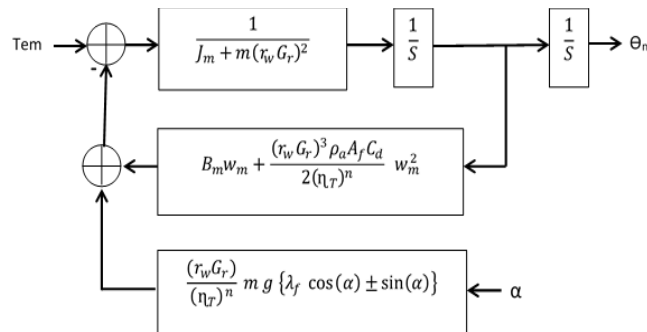 Tem
-
1 / (J_m + m(r_w G_r)^2)
1 / S
1 / S
Θ_m
B_m w_m + ((r_w G_r)^3 ρ_a A_f C_d) / (2(η_T)^n) w_m^2
(r_w G_r) / (η_T)^n m g {λ_f cos(α) ± sin(α)}
α